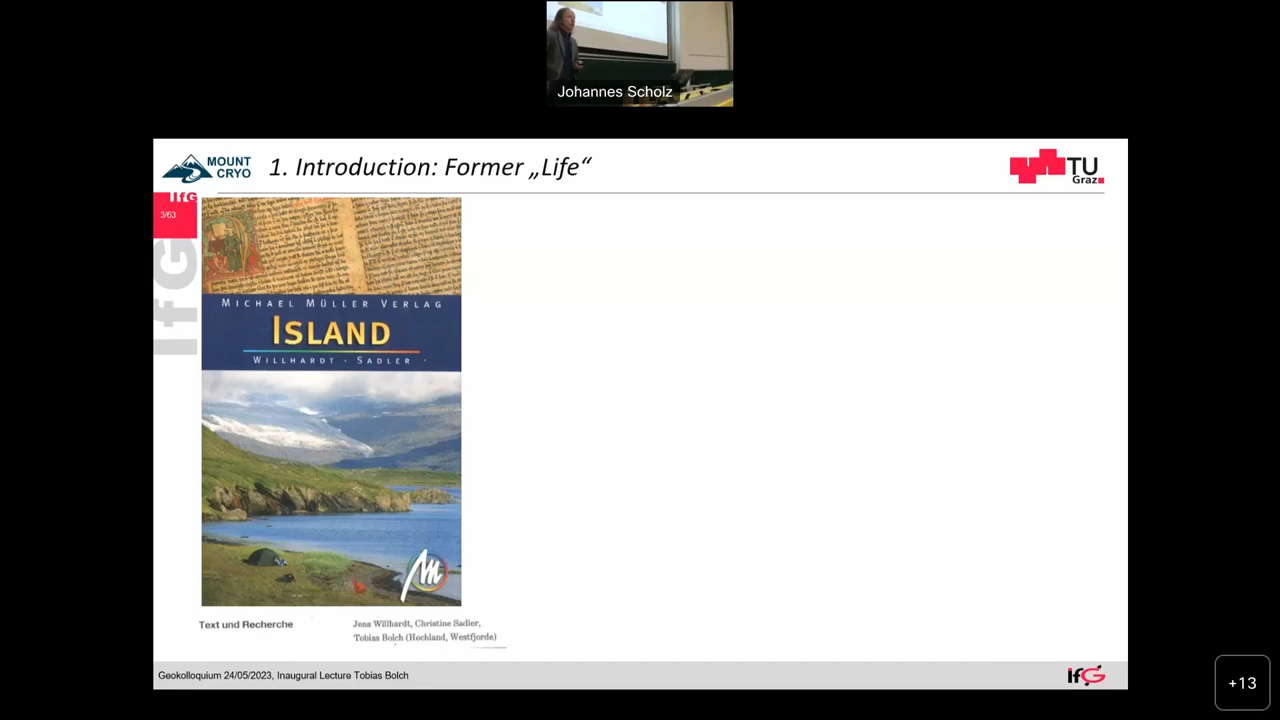 Johannes Scholz
MOUNT
CRYO
1. Introduction: Former „Life“
TU
Graz
IfG
3/63
IfG
MICHAEL MÜLLER VERLAG
ISLAND
WILLHARDT · SADLER ·
Text und Recherche
Jens Willhardt, Christine Sadler,
Tobias Bolch (Hochland, Westfjorde)
Geokolloquium 24/05/2023, Inaugural Lecture Tobias Bolch
IfG
+13